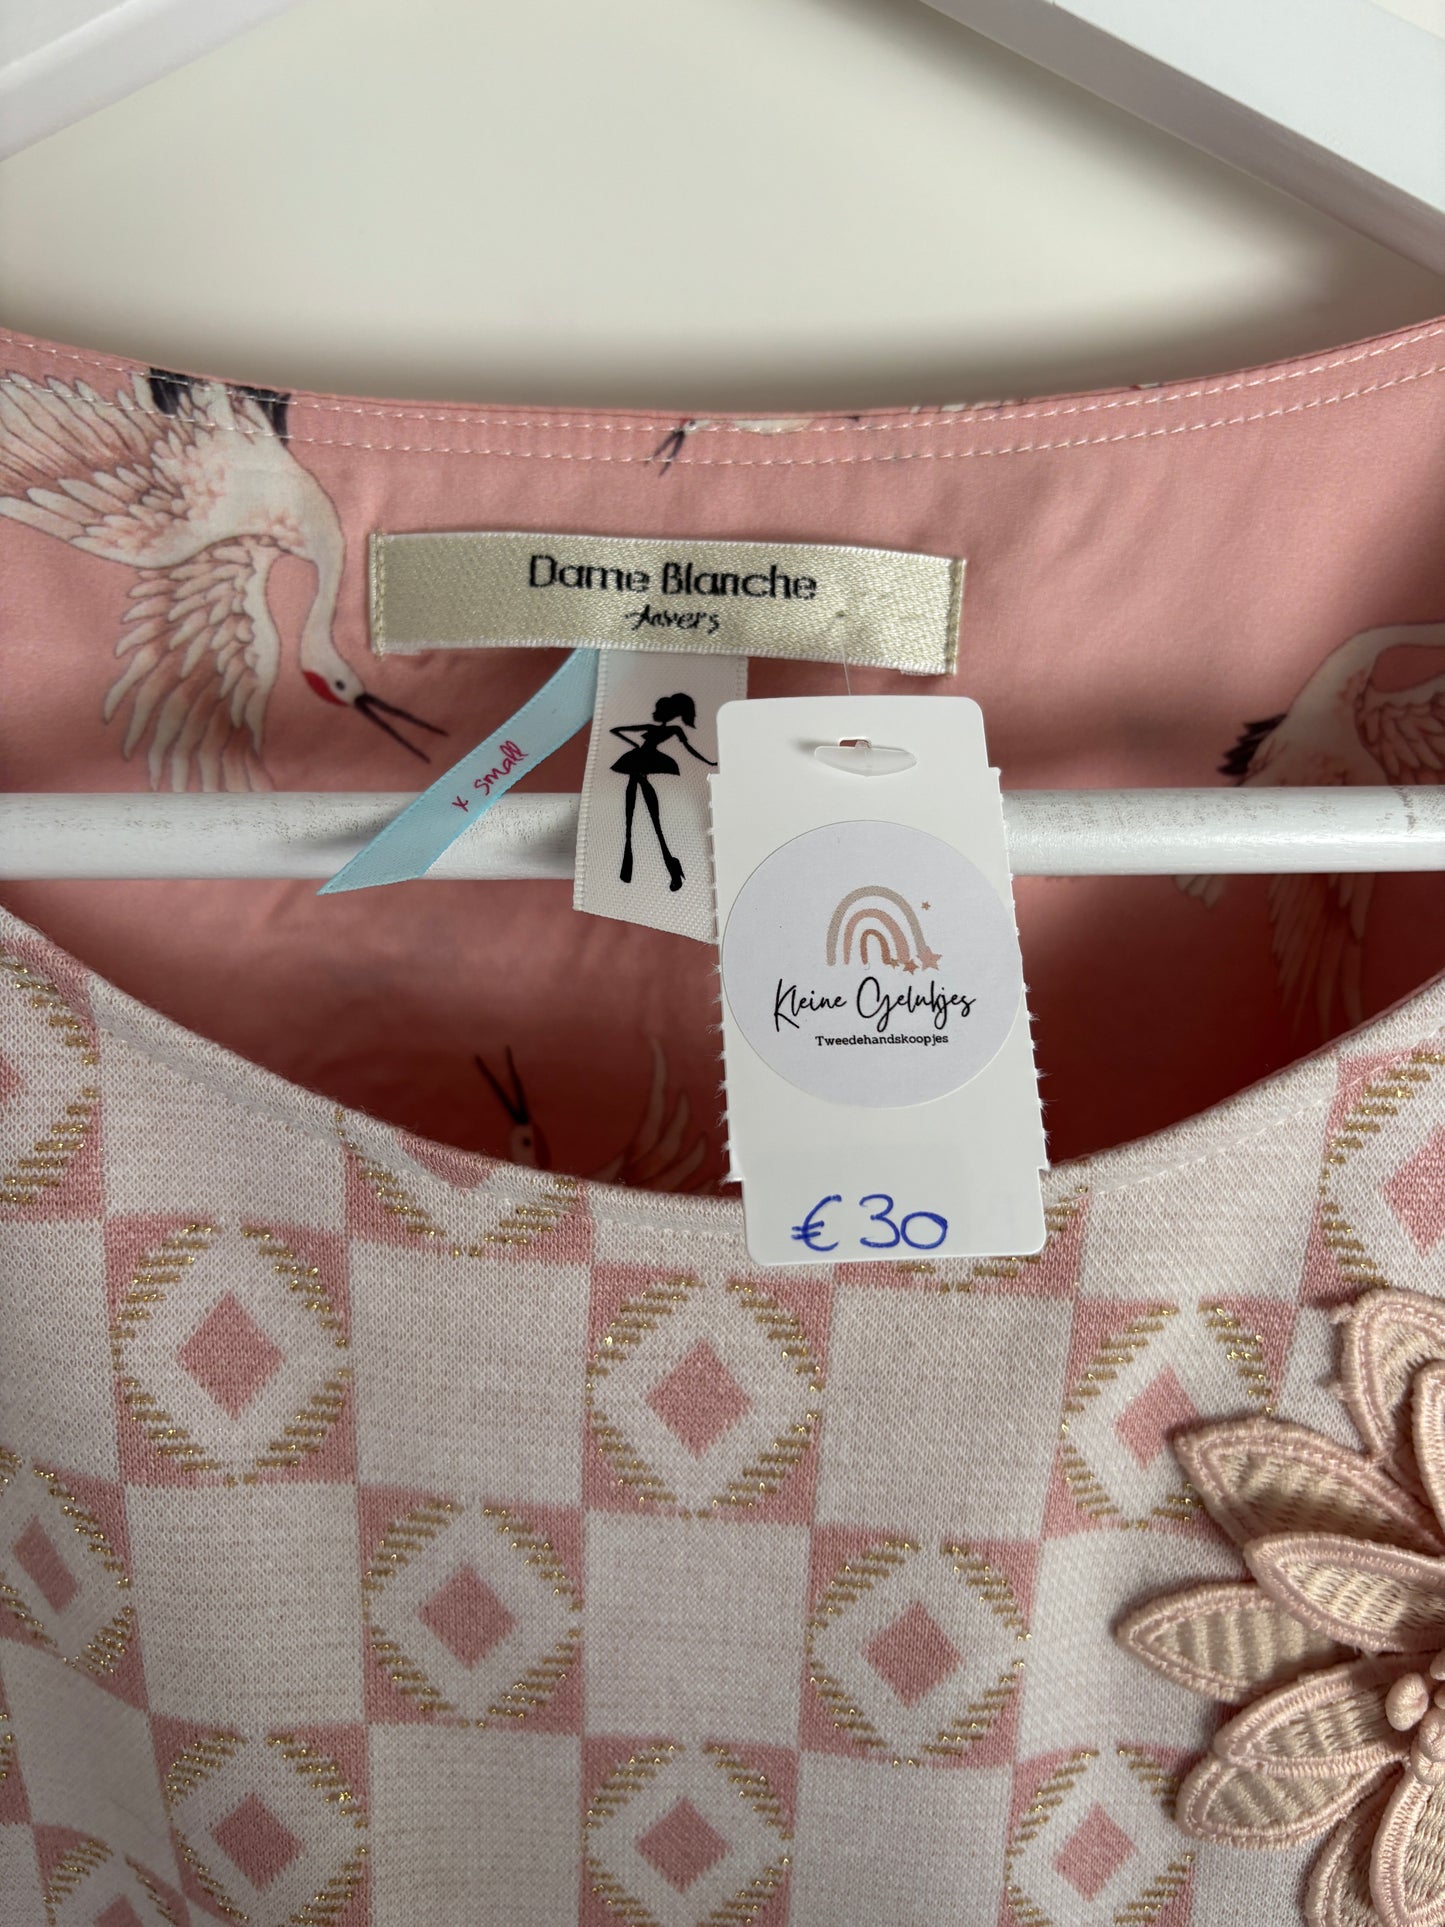 Dame Blanche
Anvers
x small
Kleine Gelukjes
Tweedehandskoopjes
€30